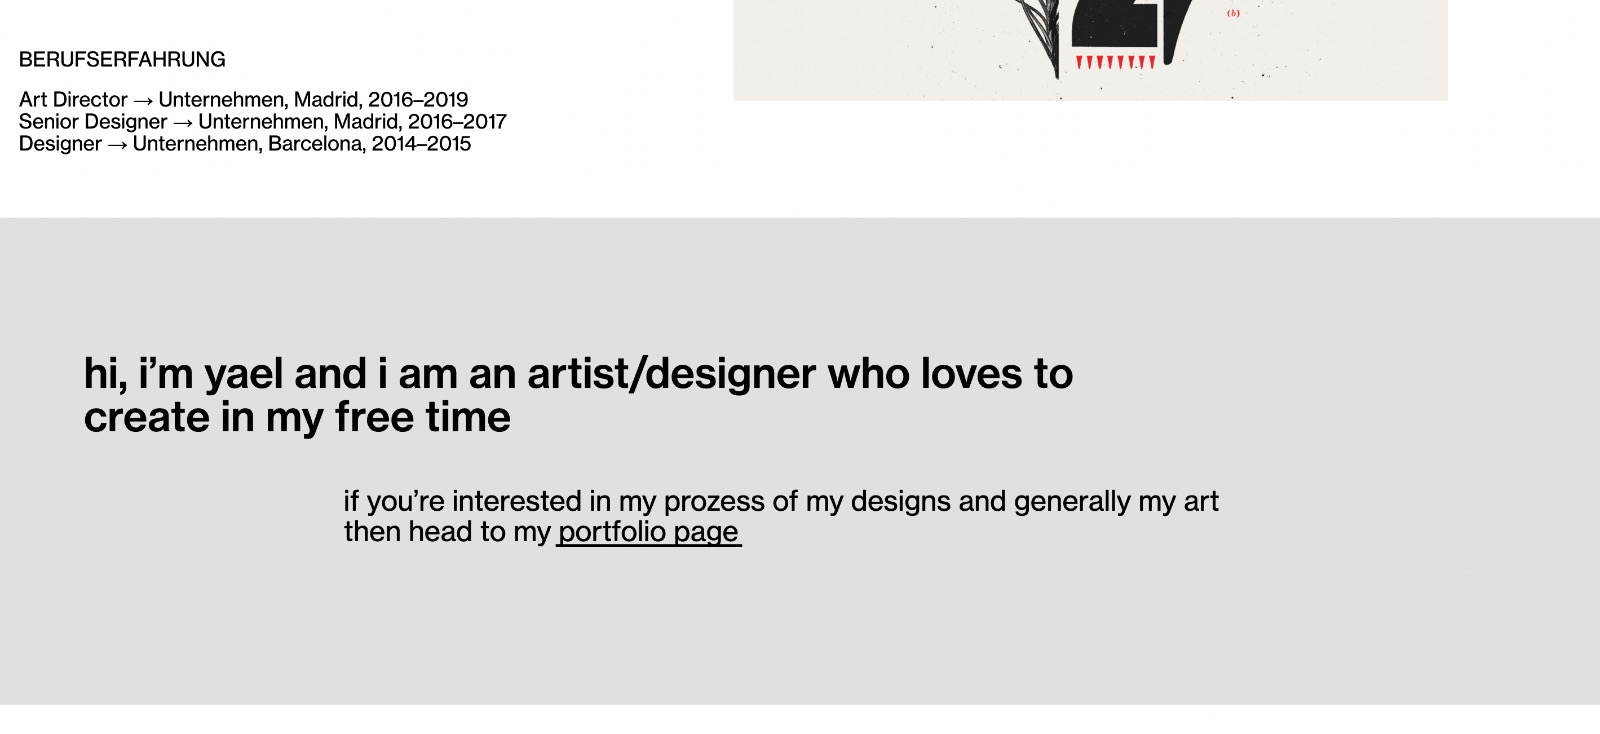 (b)
BERUFSERFAHRUNG
Art Director → Unternehmen, Madrid, 2016–2019
Senior Designer → Unternehmen, Madrid, 2016–2017
Designer → Unternehmen, Barcelona, 2014–2015
hi, i’m yael and i am an artist/designer who loves to
create in my free time
if you’re interested in my prozess of my designs and generally my art
then head to my portfolio page